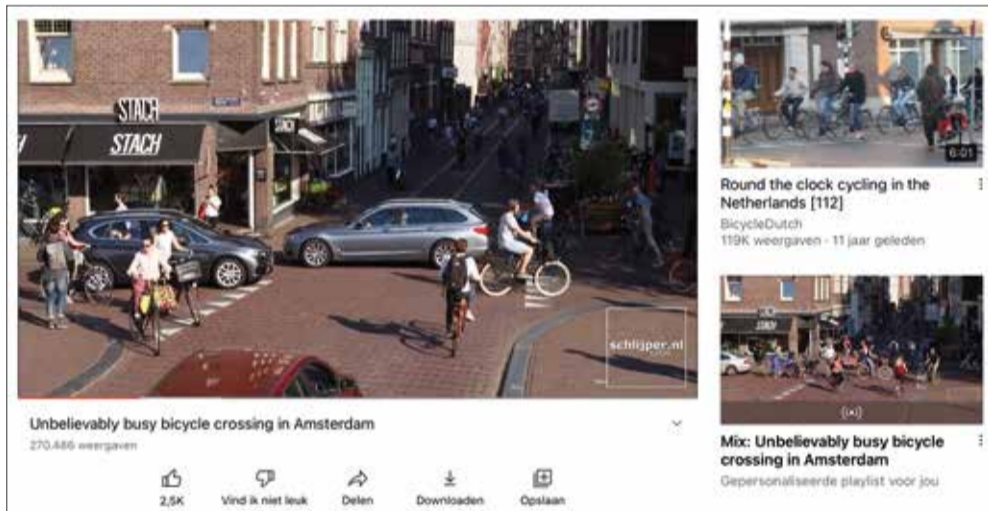 STACH
STACH
STACH
schlijper.nl
Unbelievably busy bicycle crossing in Amsterdam
270.486 weergaven
2,5K
Vind ik niet leuk
Delen
Downloaden
Opslaan
6:01
Round the clock cycling in the
Netherlands [112]
BicycleDutch
119K weergaven · 11 jaar geleden
STACH
Mix: Unbelievably busy bicycle
crossing in Amsterdam
Gepersonaliseerde playlist voor jou